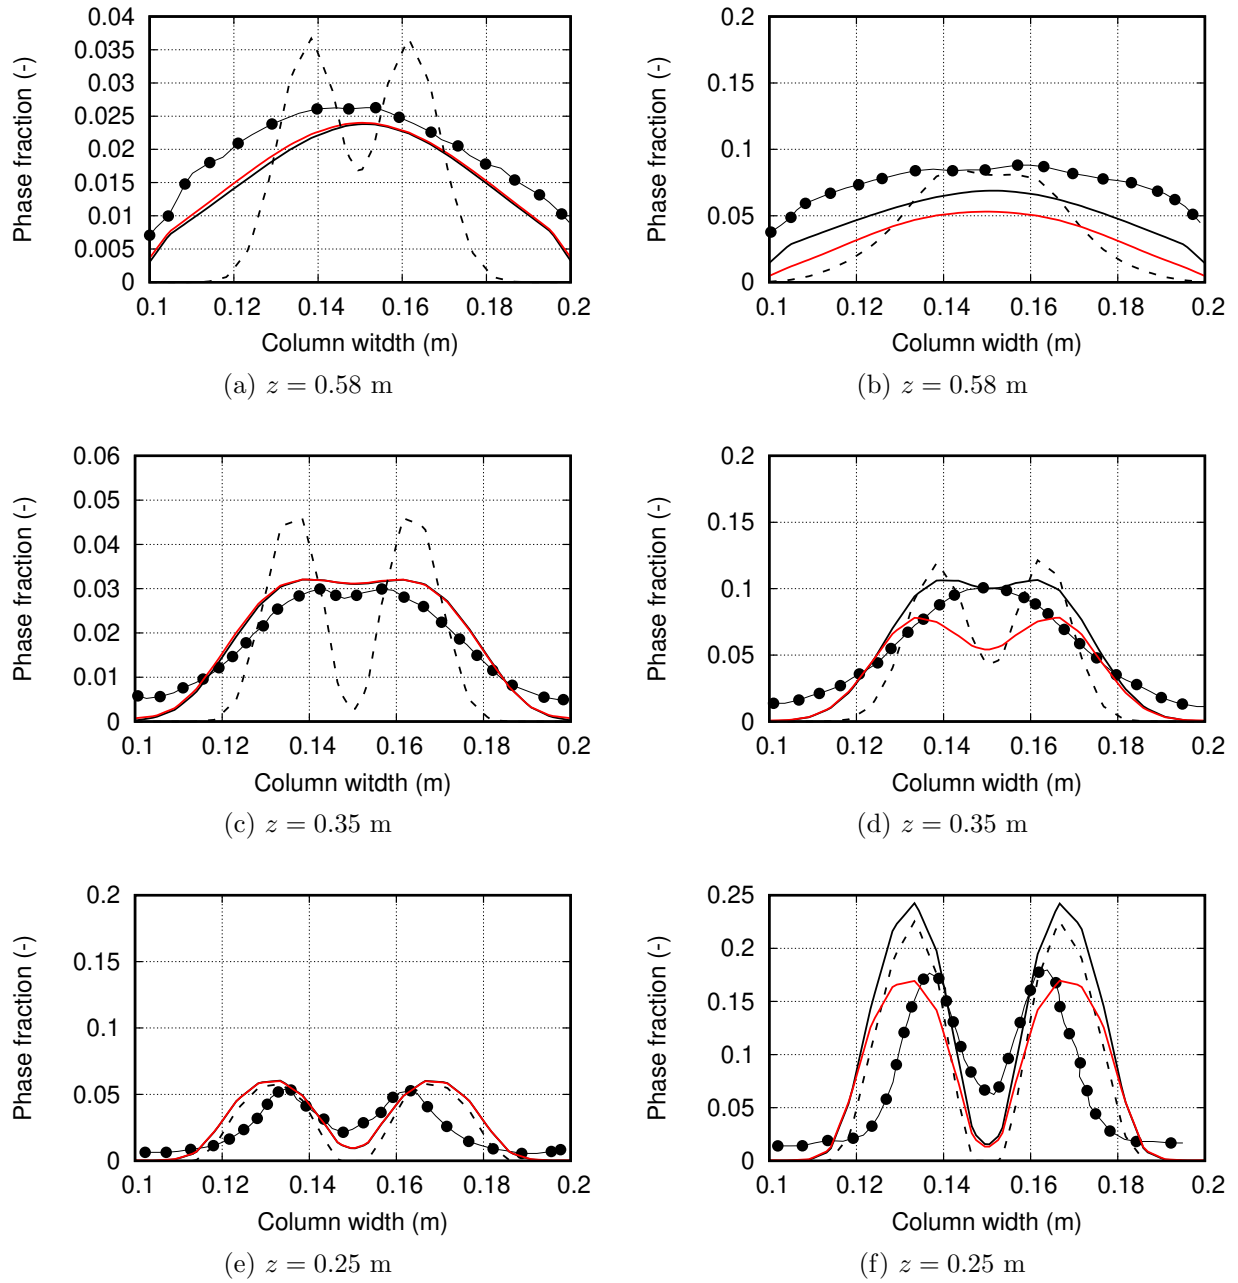 0.04
0.035
0.03
0.025
0.02
0.015
0.01
0.005
0
Phase fraction (-)
0.1 0.12 0.14 0.16 0.18 0.2
Column witdth (m)
(a) z = 0.58 m
0.2
0.15
0.1
0.05
0
Phase fraction (-)
0.1 0.12 0.14 0.16 0.18 0.2
Column width (m)
(b) z = 0.58 m
0.06
0.05
0.04
0.03
0.02
0.01
0
Phase fraction (-)
0.1 0.12 0.14 0.16 0.18 0.2
Column witdth (m)
(c) z = 0.35 m
0.2
0.15
0.1
0.05
0
Phase fraction (-)
0.1 0.12 0.14 0.16 0.18 0.2
Column width (m)
(d) z = 0.35 m
0.2
0.15
0.1
0.05
0
Phase fraction (-)
0.1 0.12 0.14 0.16 0.18 0.2
Column width (m)
(e) z = 0.25 m
0.25
0.2
0.15
0.1
0.05
0
Phase fraction (-)
0.1 0.12 0.14 0.16 0.18 0.2
Column width (m)
(f) z = 0.25 m